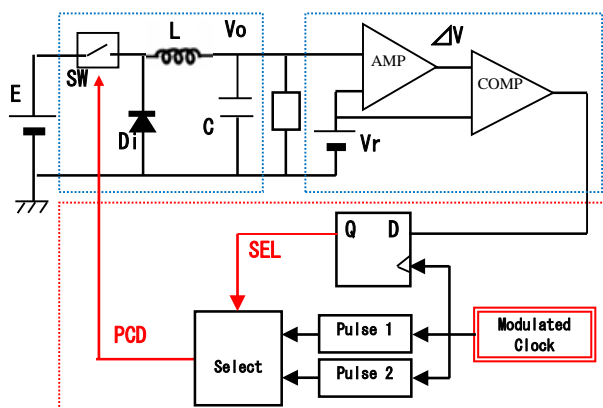 L
Vo
⊿V
SW
AMP
COMP
E
Di
C
Vr
Q D
SEL
PCD
Select
Pulse 1
Pulse 2
Modulated
Clock